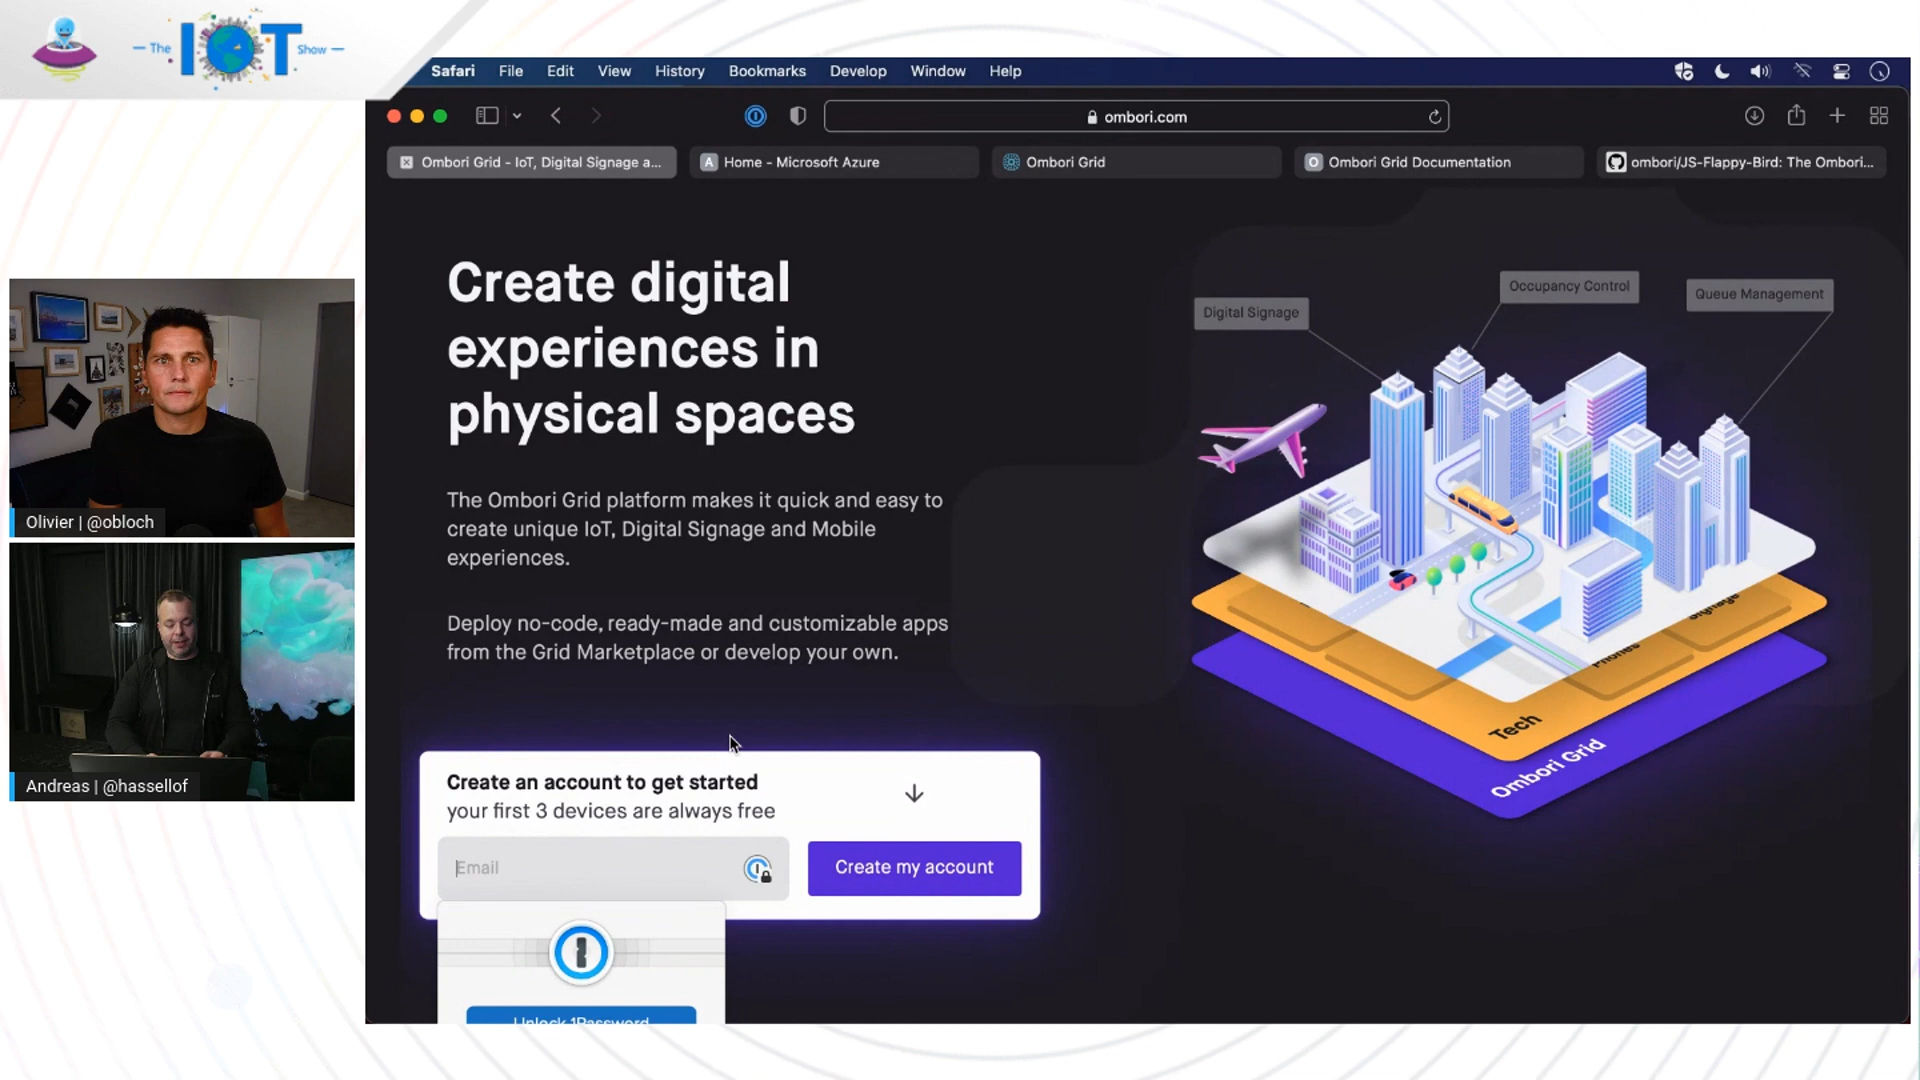 The IOT Show
Safari File Edit View History Bookmarks Develop Window Help
ombori.com
Ombori Grid - IoT, Digital Signage a...
A Home - Microsoft Azure
Ombori Grid
O Ombori Grid Documentation
ombori/JS-Flappy-Bird: The Ombori...
Olivier | @obloch
Andreas | @hassellof
Create digital
experiences in
physical spaces
The Ombori Grid platform makes it quick and easy to
create unique IoT, Digital Signage and Mobile
experiences.
Deploy no-code, ready-made and customizable apps
from the Grid Marketplace or develop your own.
Digital Signage
Occupancy Control
Queue Management
Signage
Phones
Tech
Ombori Grid
Create an account to get started
your first 3 devices are always free
Email
Create my account
Unlock 1Password